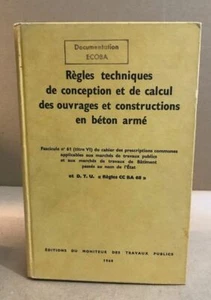 Documentation
ECOBA
Règles techniques
de conception et de calcul
des ouvrages et constructions
en béton armé
Fascicule n° 61 (titre VI) du cahier des prescriptions communes
applicables aux marchés de travaux publics
et aux marchés de travaux de Bâtiment
passés au nom de l'État
et D. T. U. « Règles CC BA 68 »
ÉDITIONS DU MONITEUR DES TRAVAUX PUBLICS